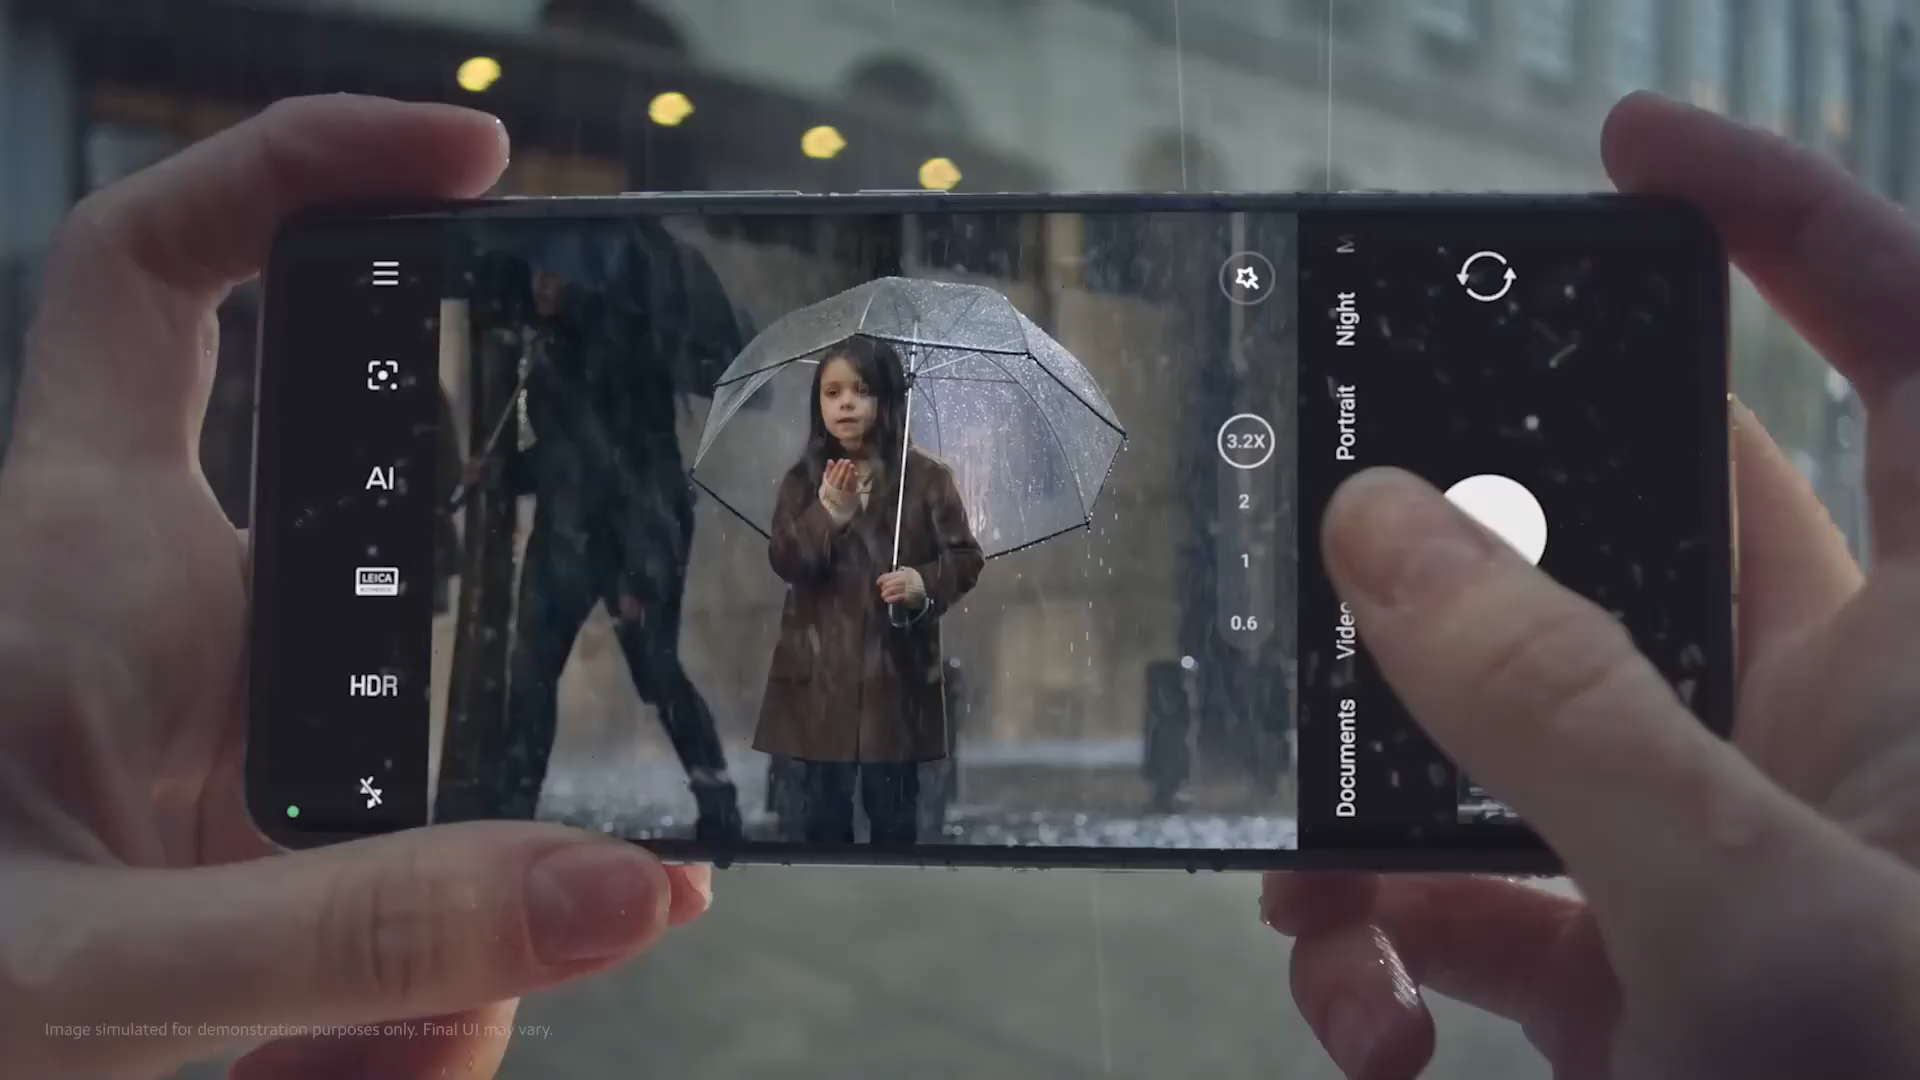 AI
LEICA
HDR
3.2X
2
1
0.6
M
Night
Portrait
Video
Documents
Image simulated for demonstration purposes only. Final UI may vary.